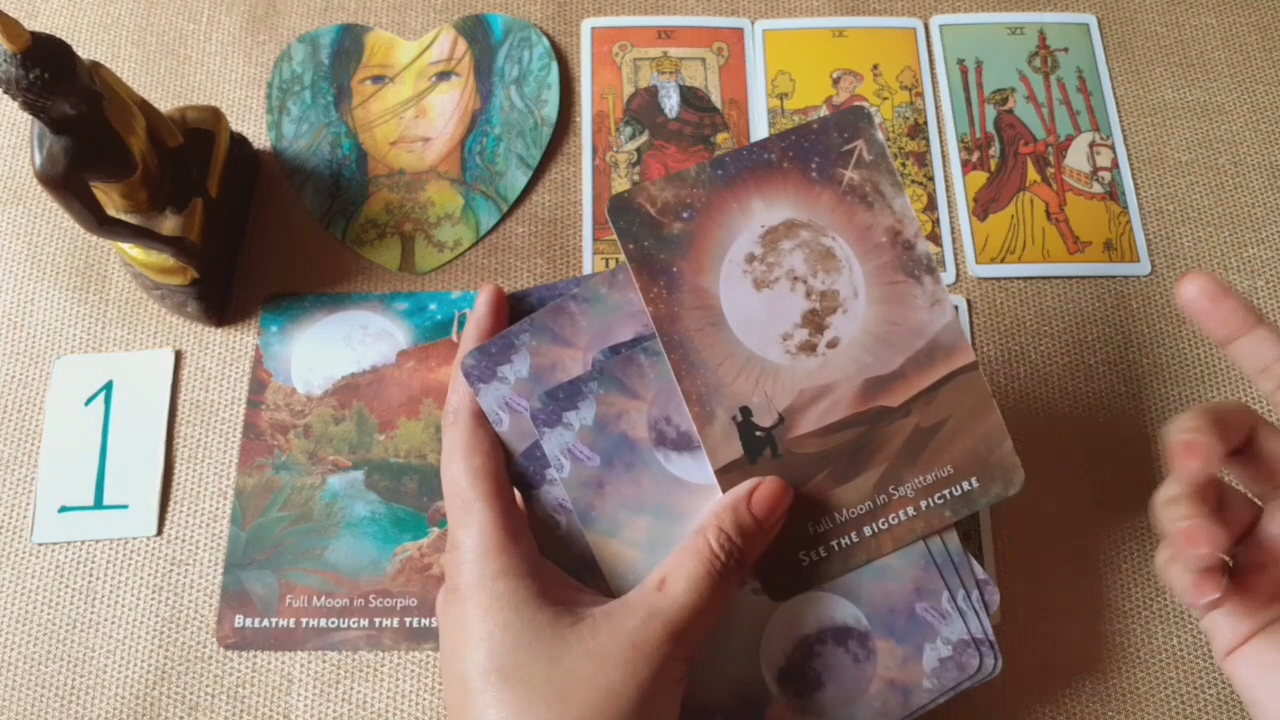 IV
IX
VI
TH
1
Full Moon in Scorpio
BREATHE THROUGH THE TENS
Full Moon in Sagittarius
SEE THE BIGGER PICTURE